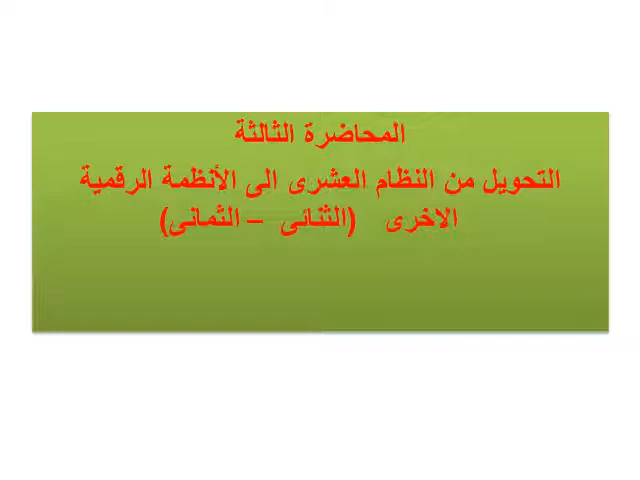 المحاضرة الثالثة
التحويل من النظام العشرى الى الأنظمة الرقمية
الاخرى (الثنائى – الثمانى)